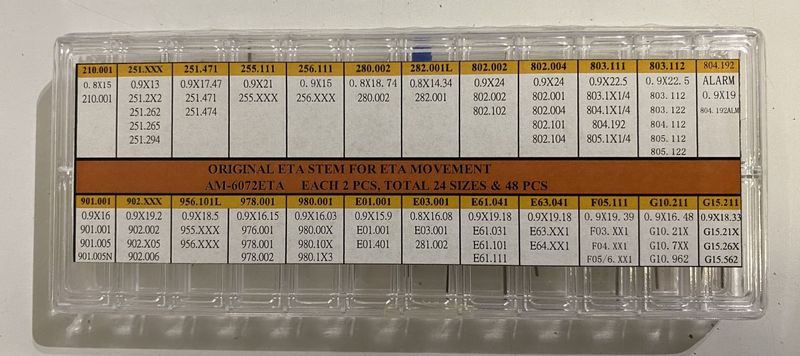 210.001 251.XXX 251.471 255.111 256.111 280.002 282.001L 802.002 802.004 803.111 803.112 804.192
0.8X15 0.9X13 0.9X17.47 0.9X21 0.9X15 0.8X18.74 0.8X14.34 0.9X24 0.9X24 0.9X22.5 0.9X22.5 ALARM
210.001 251.2X2 251.471 255.XXX 256.XXX 280.002 282.001 802.002 802.001 803.1X1/4 803.112 0.9X19
251.262 251.474 802.102 802.004 804.1X1/4 803.122 804.192ALM
251.265 802.101 804.192 804.112
251.294 802.104 805.1X1/4 805.112
805.122
ORIGINAL ETA STEM FOR ETA MOVEMENT
AM-6072ETA EACH 2 PCS, TOTAL 24 SIZES & 48 PCS
901.001 902.XXX 956.101L 978.001 980.001 E01.001 E03.001 E61.041 E63.041 F05.111 G10.211 G15.211
0.9X16 0.9X19.2 0.9X18.5 0.9X16.15 0.9X16.03 0.9X15.9 0.8X16.08 0.9X19.18 0.9X19.18 0.9X19.39 0.9X16.48 0.9X18.33
901.001 902.002 955.XXX 976.001 980.00X E01.001 E03.001 E61.031 E63.XX1 F03.XX1 G10.21X G15.21X
901.005 902.X05 956.XXX 978.001 980.10X E01.401 281.002 E61.101 E64.XX1 F04.XX1 G10.7XX G15.26X
901.005N 902.006 978.002 980.1X3 E61.111 F05/6.XX1 G10.962 G15.562